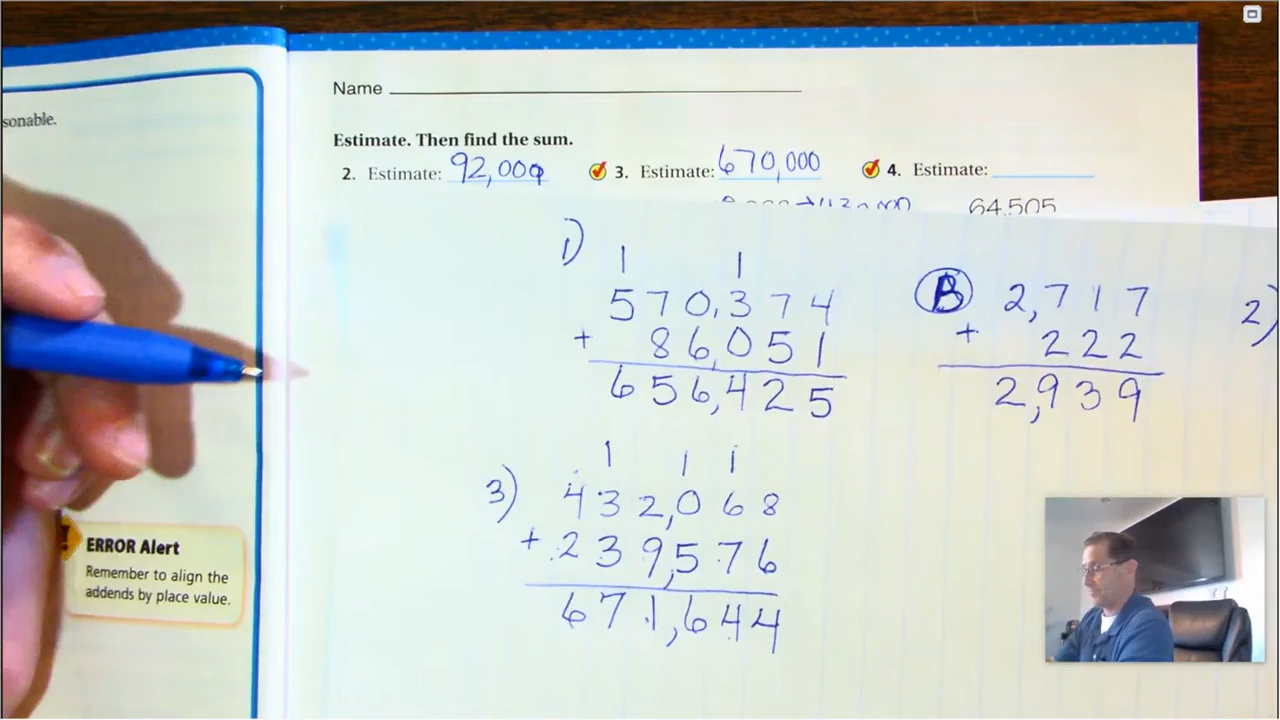 sonable.
Name
Estimate. Then find the sum.
2. Estimate: 92,000
3. Estimate: 670,000
4. Estimate:
64,505
1)
1 1
570,374
+ 86,051
656,425
B 2,717
+ 222
2,939
2)
3)
1 1 1
432,068
+ 239,576
671,644
ERROR Alert
Remember to align the
addends by place value.